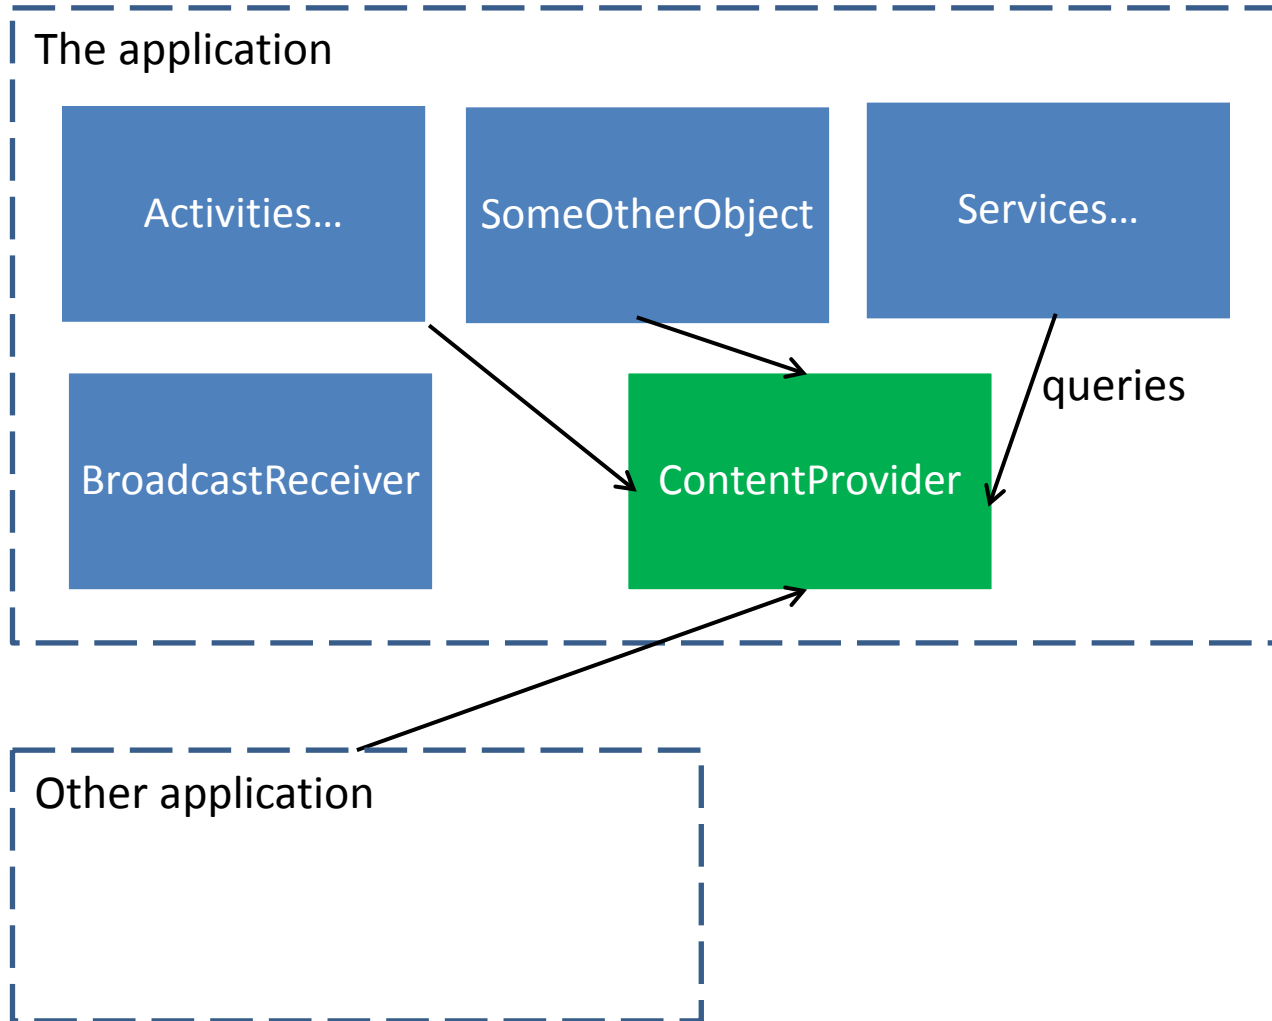 The application
Activities…
SomeOtherObject
Services…
queries
BroadcastReceiver
ContentProvider
Other application